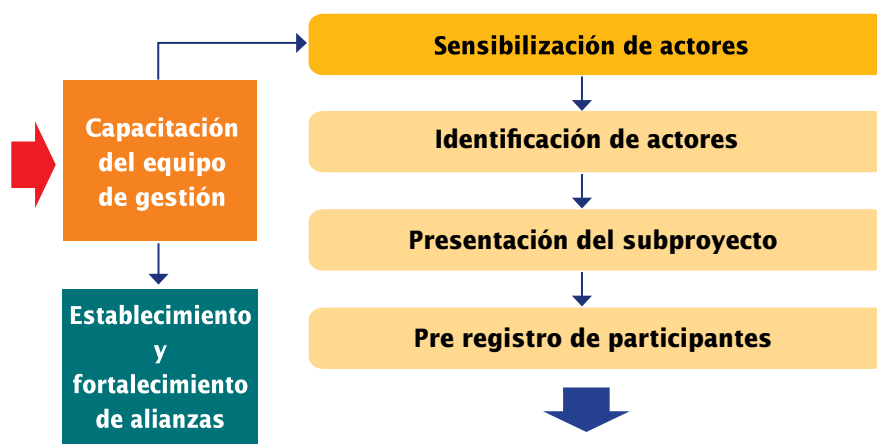 Sensibilización de actores
Capacitación
del equipo
de gestión
Identificación de actores
Presentación del subproyecto
Establecimiento
y
fortalecimiento
de alianzas
Pre registro de participantes